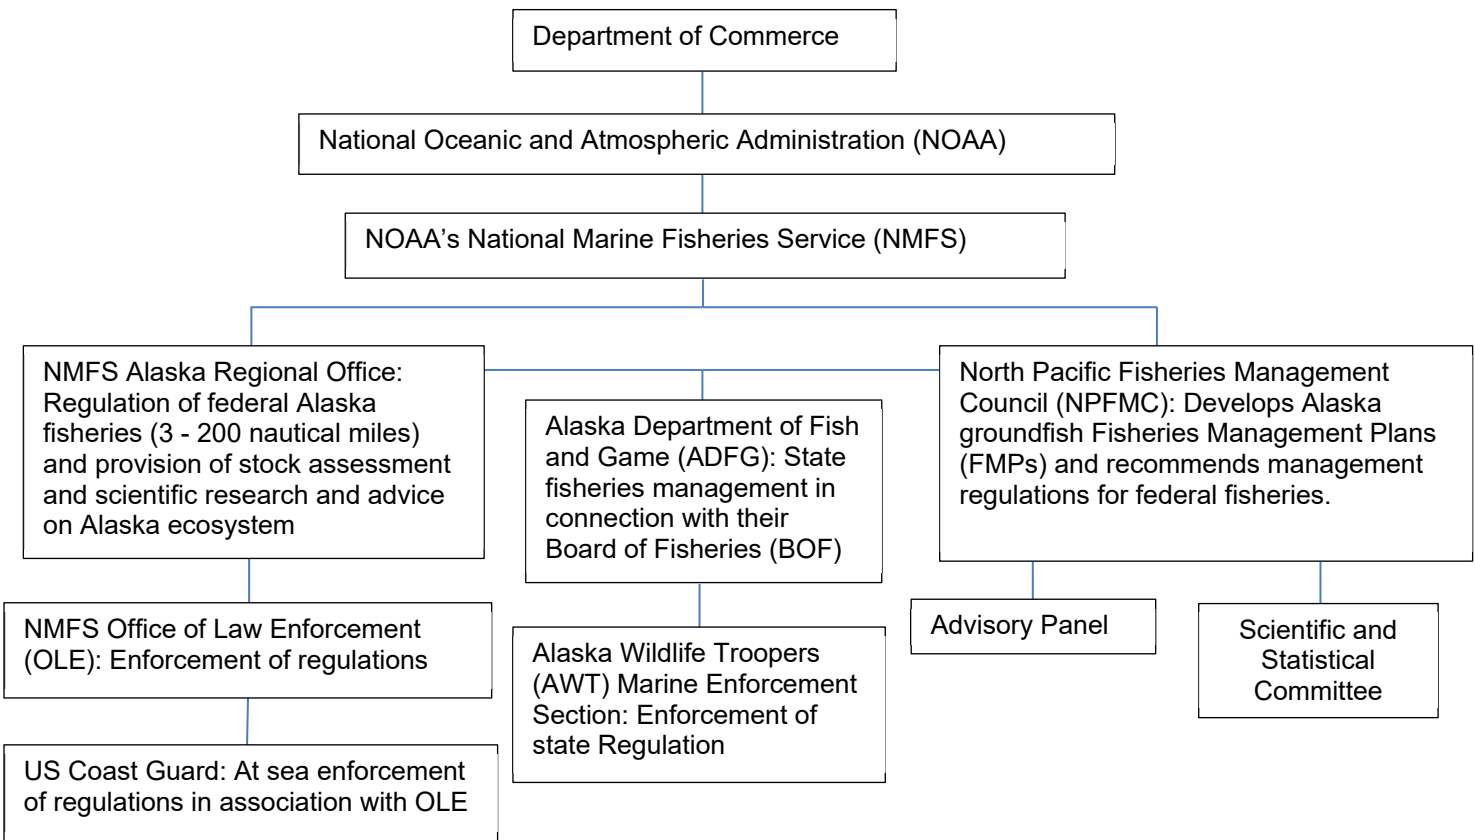 Department of Commerce
National Oceanic and Atmospheric Administration (NOAA)
NOAA’s National Marine Fisheries Service (NMFS)
NMFS Alaska Regional Office:
Regulation of federal Alaska
fisheries (3 - 200 nautical miles)
and provision of stock assessment
and scientific research and advice
on Alaska ecosystem
Alaska Department of Fish
and Game (ADFG): State
fisheries management in
connection with their
Board of Fisheries (BOF)
North Pacific Fisheries Management
Council (NPFMC): Develops Alaska
groundfish Fisheries Management Plans
(FMPs) and recommends management
regulations for federal fisheries.
NMFS Office of Law Enforcement
(OLE): Enforcement of regulations
Alaska Wildlife Troopers
(AWT) Marine Enforcement
Section: Enforcement of
state Regulation
Advisory Panel
Scientific and
Statistical
Committee
US Coast Guard: At sea enforcement
of regulations in association with OLE